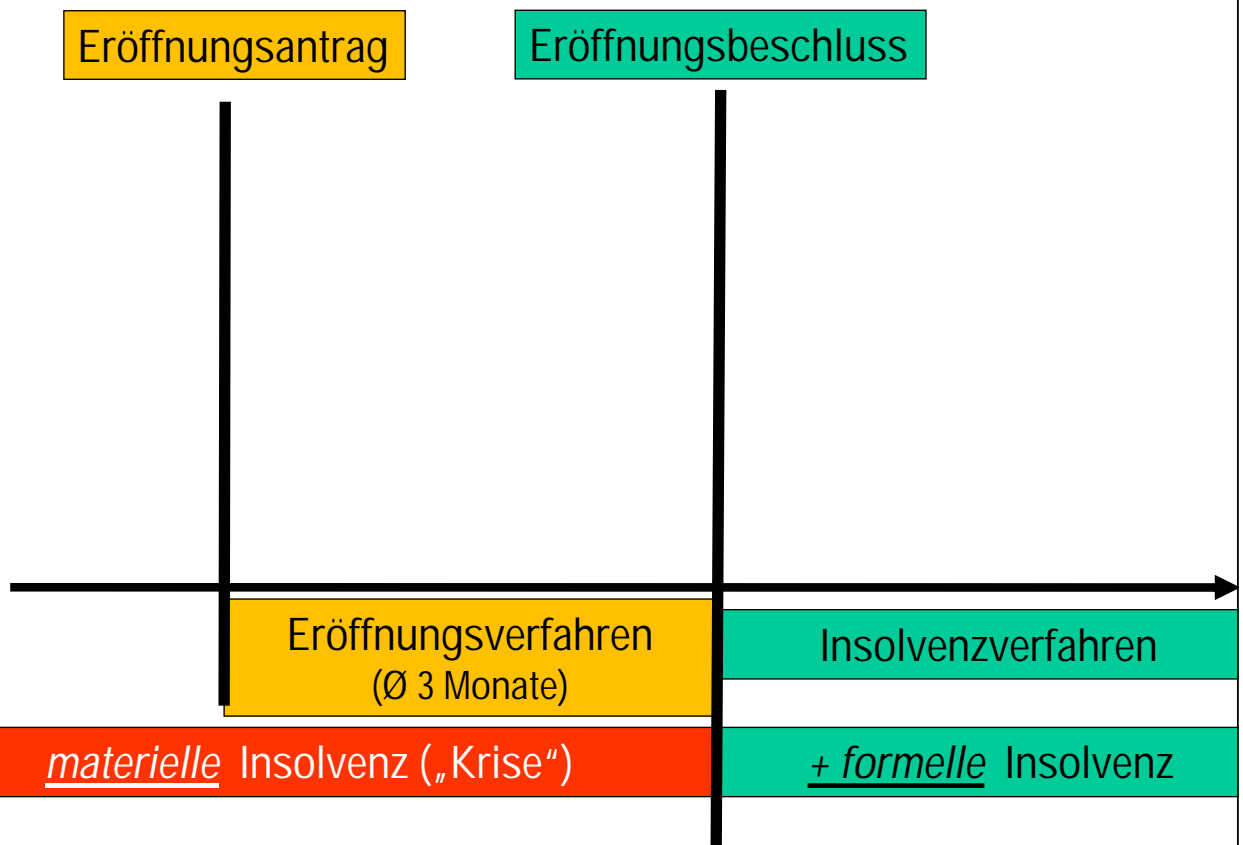 Eröffnungsantrag
Eröffnungsbeschluss
Eröffnungsverfahren
(Ø 3 Monate)
Insolvenzverfahren
materielle Insolvenz („Krise“)
+ formelle Insolvenz